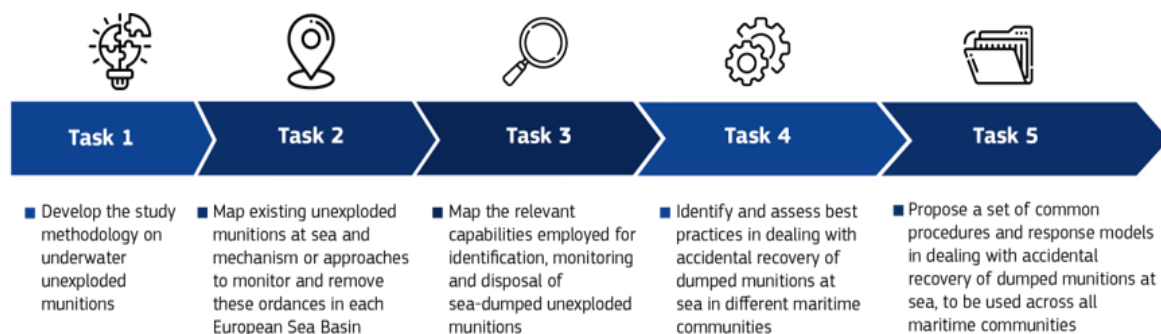 Task 1
Task 2
Task 3
Task 4
Task 5
Develop the study
methodology on
underwater
unexploded
munitions
Map existing unexploded
munitions at sea and
mechanism or approaches
to monitor and remove
these ordances in each
European Sea Basin
Map the relevant
capabilities employed for
identification, monitoring
and disposal of
sea-dumped unexploded
munitions
Identify and assess best
practices in dealing with
accidental recovery of
dumped munitions at
sea in different maritime
communities
Propose a set of common
procedures and response models
in dealing with accidental
recovery of dumped munitions at
sea, to be used across all
maritime communities